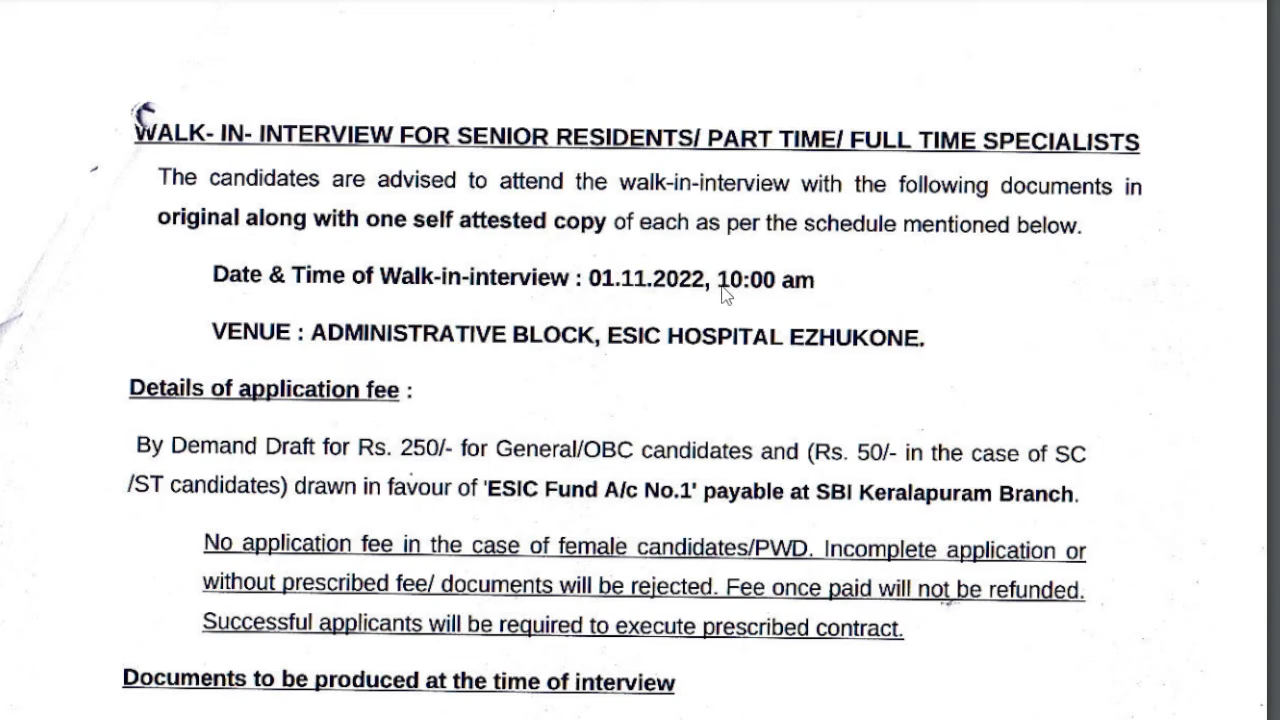 WALK- IN- INTERVIEW FOR SENIOR RESIDENTS/ PART TIME/ FULL TIME SPECIALISTS
The candidates are advised to attend the walk-in-interview with the following documents in
original along with one self attested copy of each as per the schedule mentioned below.
Date & Time of Walk-in-interview : 01.11.2022, 10:00 am
VENUE : ADMINISTRATIVE BLOCK, ESIC HOSPITAL EZHUKONE.
Details of application fee :
By Demand Draft for Rs. 250/- for General/OBC candidates and (Rs. 50/- in the case of SC
/ST candidates) drawn in favour of 'ESIC Fund A/c No.1' payable at SBI Keralapuram Branch.
No application fee in the case of female candidates/PWD. Incomplete application or
without prescribed fee/ documents will be rejected. Fee once paid will not be refunded.
Successful applicants will be required to execute prescribed contract.
Documents to be produced at the time of interview